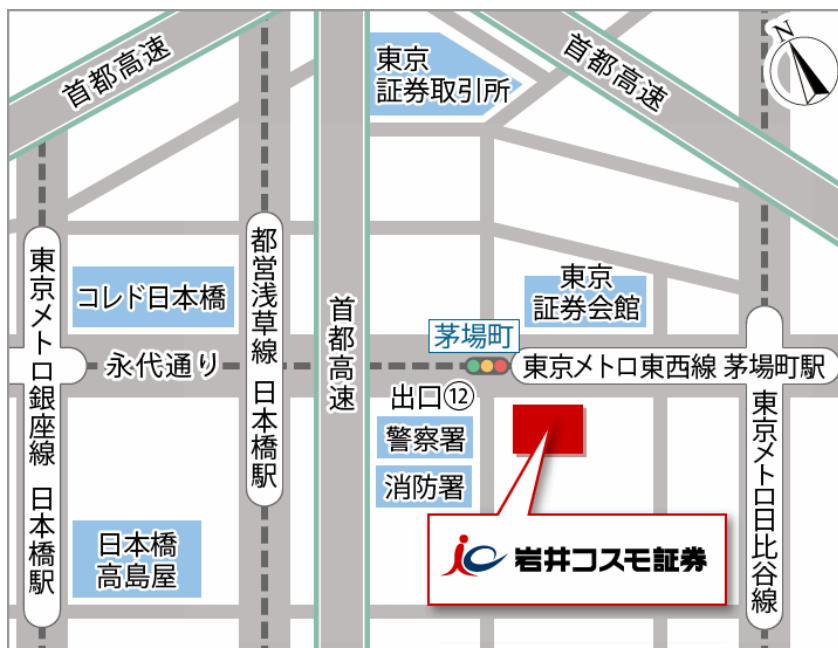 首都高速
東京
証券取引所
首都高速
N
東京メトロ銀座線 日本橋駅
コレド日本橋
都営浅草線 日本橋駅
首都高速
東京
証券会館
茅場町
永代通り
東京メトロ東西線 茅場町駅
出口⑫
警察署
消防署
東京メトロ日比谷線
日本橋
高島屋
ic 岩井コスモ証券